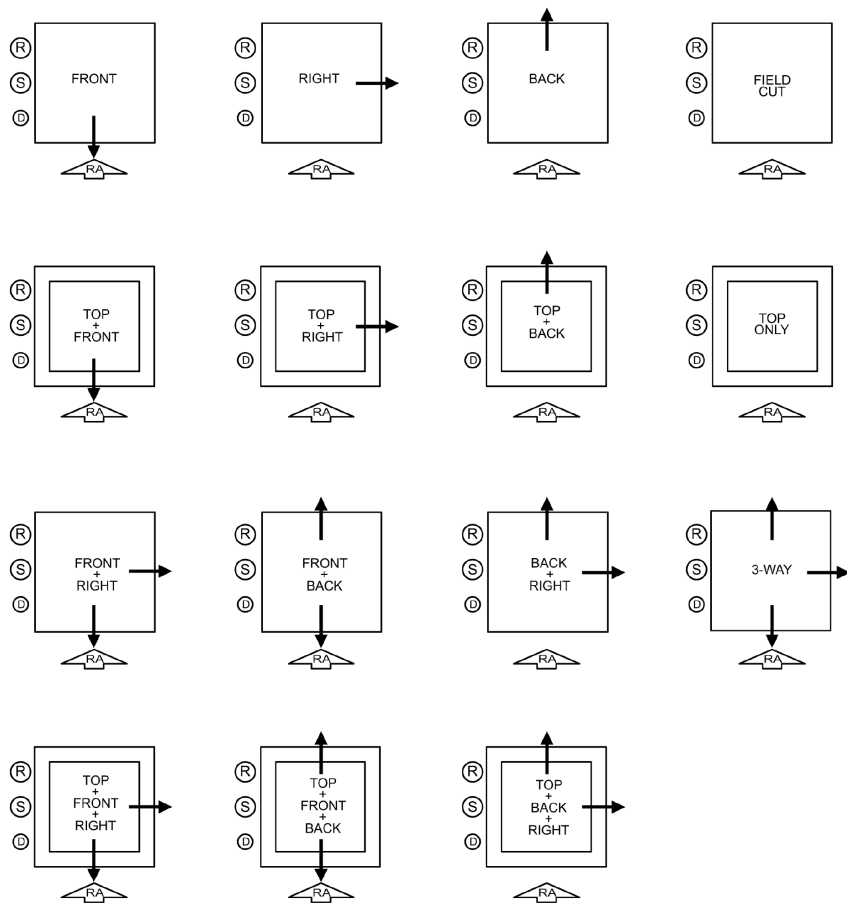 R
S
D
FRONT
RA
R
S
D
RIGHT
RA
R
S
D
BACK
RA
R
S
D
FIELD
CUT
RA
R
S
D
TOP
+
FRONT
RA
R
S
D
TOP
+
RIGHT
RA
R
S
D
TOP
+
BACK
RA
R
S
D
TOP
ONLY
RA
R
S
D
FRONT
+
RIGHT
RA
R
S
D
FRONT
+
BACK
RA
R
S
D
BACK
+
RIGHT
RA
R
S
D
3-WAY
RA
R
S
D
TOP
+
FRONT
+
RIGHT
RA
R
S
D
TOP
+
FRONT
+
BACK
RA
R
S
D
TOP
+
BACK
+
RIGHT
RA